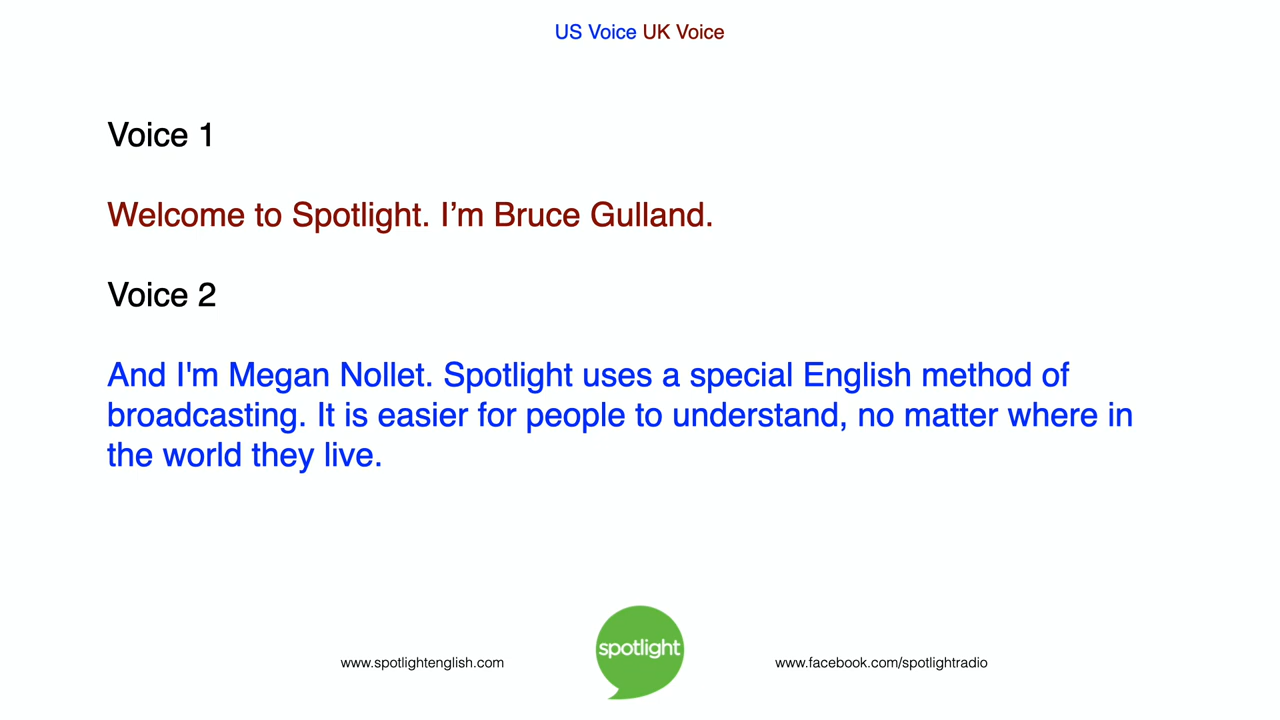 US Voice UK Voice
Voice 1
Welcome to Spotlight. I’m Bruce Gulland.
Voice 2
And I'm Megan Nollet. Spotlight uses a special English method of
broadcasting. It is easier for people to understand, no matter where in
the world they live.
spotlight
www.spotlightenglish.com
www.facebook.com/spotlightradio